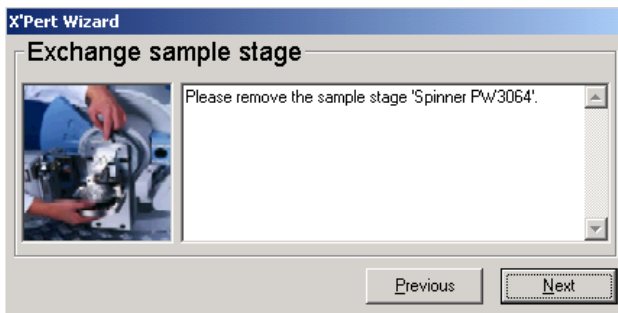 X'Pert Wizard
Exchange sample stage
Please remove the sample stage 'Spinner PW3064'.
Previous
Next